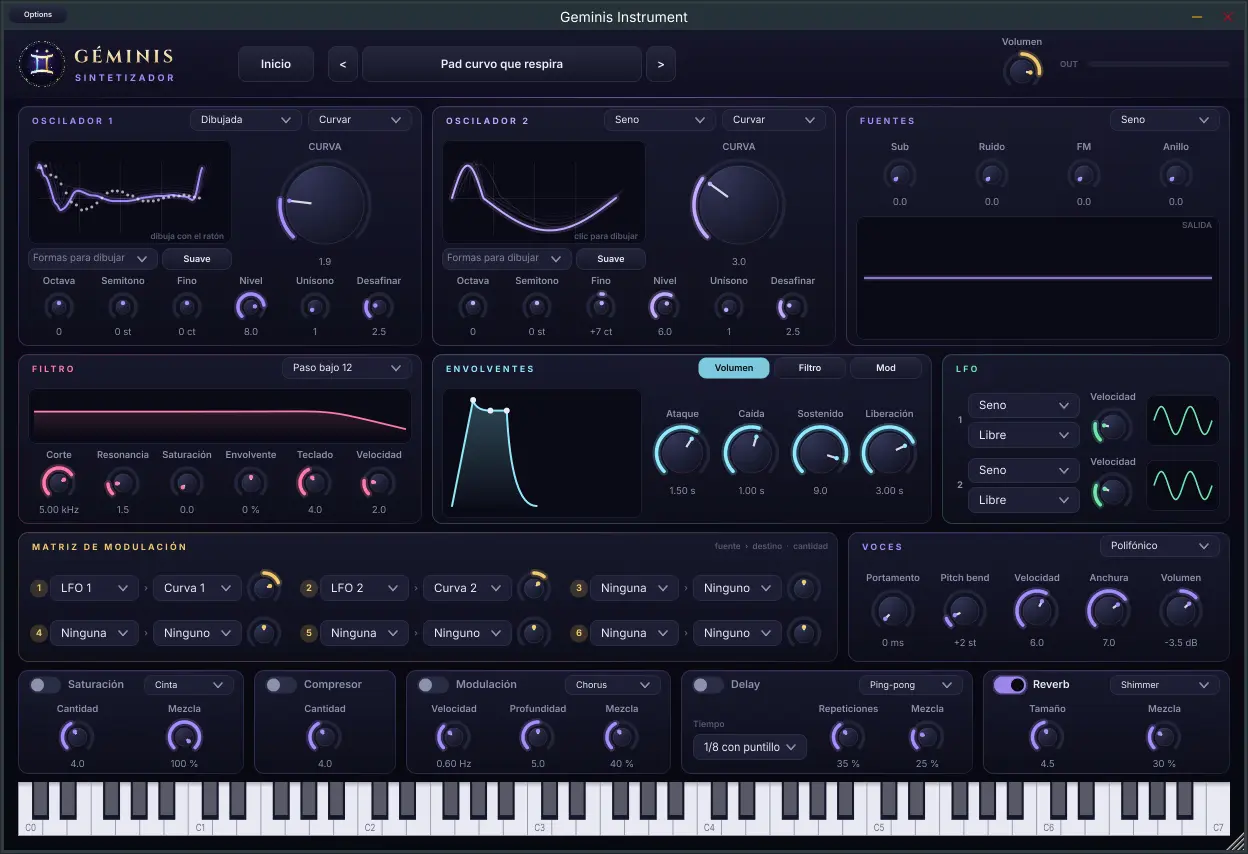 Options
Geminis Instrument
GÉMINIS
SINTETIZADOR
Inicio
<
Pad curvo que respira
>
Volumen
OUT
OSCILADOR 1
Dibujada
Curvar
CURVA
dibuja con el ratón
1.9
Formas para dibujar
Suave
Octava Semitono Fino Nivel Unísono Desafinar
0 0 st 0 ct 8.0 1 2.5
OSCILADOR 2
Seno
Curvar
CURVA
clic para dibujar
3.0
Formas para dibujar
Suave
Octava Semitono Fino Nivel Unísono Desafinar
0 0 st +7 ct 6.0 1 2.5
FUENTES
Seno
Sub Ruido FM Anillo
0.0 0.0 0.0 0.0
SALIDA
FILTRO
Paso bajo 12
Corte Resonancia Saturación Envolvente Teclado Velocidad
5.00 kHz 1.5 0.0 0 % 4.0 2.0
ENVOLVENTES
Volumen
Filtro
Mod
Ataque Caída Sostenido Liberación
1.50 s 1.00 s 9.0 3.00 s
LFO
1
Seno
Libre
Velocidad
2
Seno
Libre
Velocidad
MATRIZ DE MODULACIÓN
fuente › destino · cantidad
1 LFO 1 › Curva 1
2 LFO 2 › Curva 2
3 Ninguna › Ninguno
4 Ninguna › Ninguno
5 Ninguna › Ninguno
6 Ninguna › Ninguno
VOCES
Polifónico
Portamento Pitch bend Velocidad Anchura Volumen
0 ms +2 st 6.0 7.0 -3.5 dB
Saturación
Cinta
Cantidad Mezcla
4.0 100 %
Compresor
Cantidad
4.0
Modulación
Chorus
Velocidad Profundidad Mezcla
0.60 Hz 5.0 40 %
Delay
Ping-pong
Tiempo
1/8 con puntillo
Repeticiones Mezcla
35 % 25 %
Reverb
Shimmer
Tamaño Mezcla
4.5 30 %
C0 C1 C2 C3 C4 C5 C6 C7